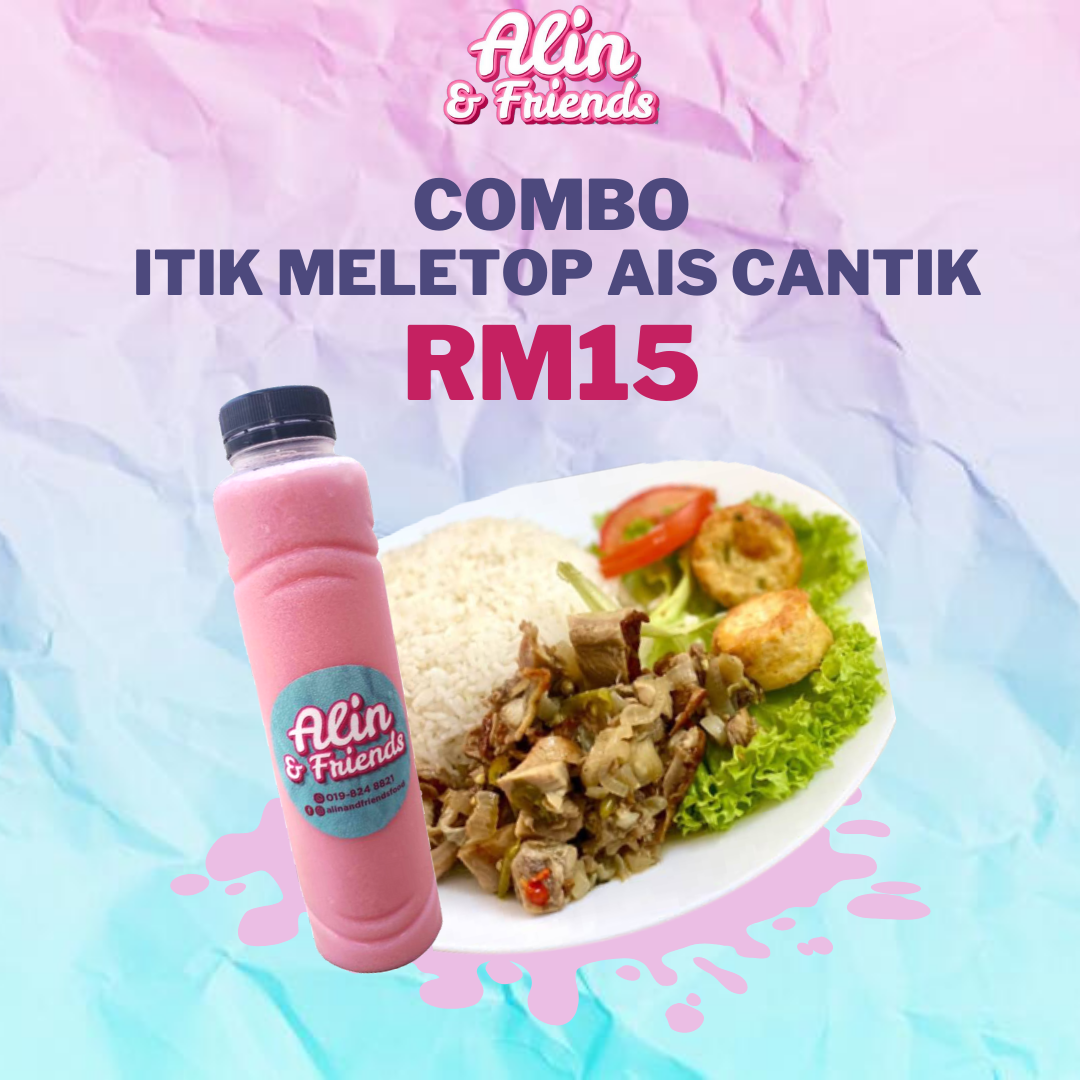 Alin
& Friends
COMBO
ITIK MELETOP AIS CANTIK
RM15
Alin
& Friends
019-824 8821
alinandfriendsfood